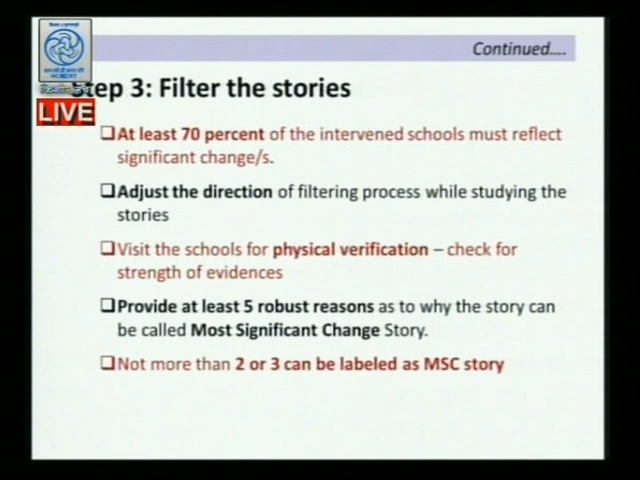 Continued....
Step 3: Filter the stories
LIVE
At least 70 percent of the intervened schools must reflect
significant change/s.
Adjust the direction of filtering process while studying the
stories
Visit the schools for physical verification – check for
strength of evidences
Provide at least 5 robust reasons as to why the story can
be called Most Significant Change Story.
Not more than 2 or 3 can be labeled as MSC story